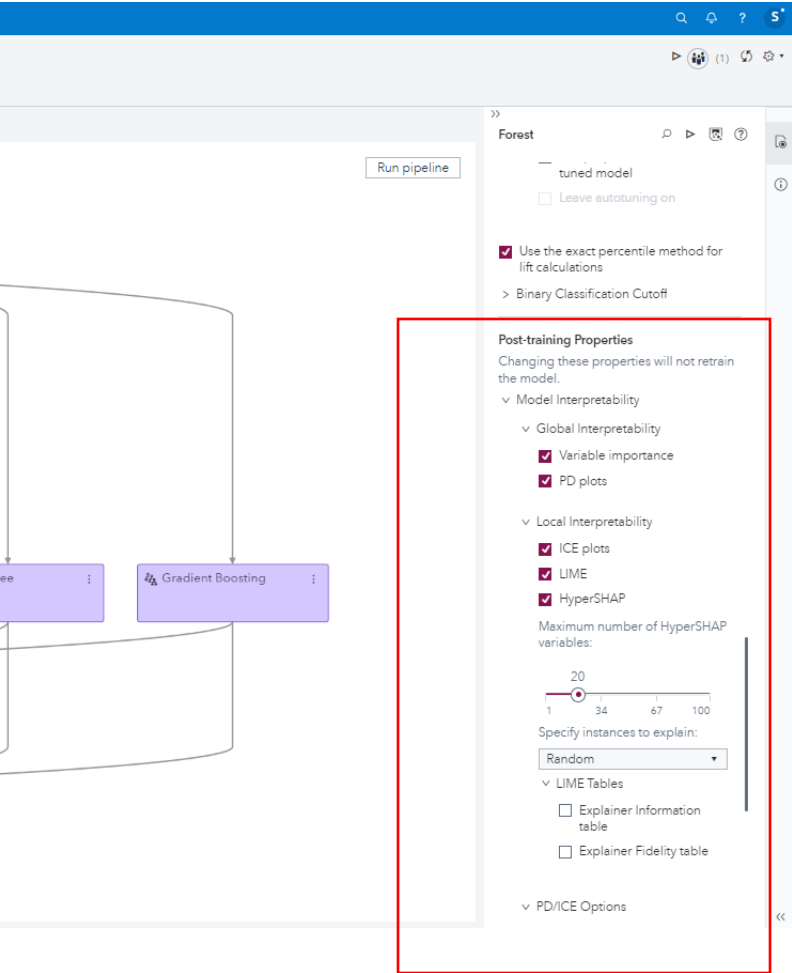 ? S
(1)
>>
Forest
Run pipeline
tuned model
Leave autotuning on
Use the exact percentile method for
lift calculations
> Binary Classification Cutoff
Post-training Properties
Changing these properties will not retrain
the model.
Model Interpretability
Global Interpretability
Variable importance
PD plots
Local Interpretability
ICE plots
LIME
HyperSHAP
Maximum number of HyperSHAP
variables:
20
1 34 67 100
Specify instances to explain:
Random
LIME Tables
Explainer Information
table
Explainer Fidelity table
PD/ICE Options
<<
ee
Gradient Boosting